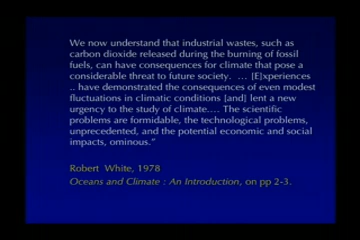 We now understand that industrial wastes, such as
carbon dioxide released during the burning of fossil
fuels, can have consequences for climate that pose a
considerable threat to future society. … [E]xperiences
.. have demonstrated the consequences of even modest
fluctuations in climatic conditions [and] lent a new
urgency to the study of climate.… The scientific
problems are formidable, the technological problems,
unprecedented, and the potential economic and social
impacts, ominous.”
Robert White, 1978
Oceans and Climate : An Introduction, on pp 2-3.